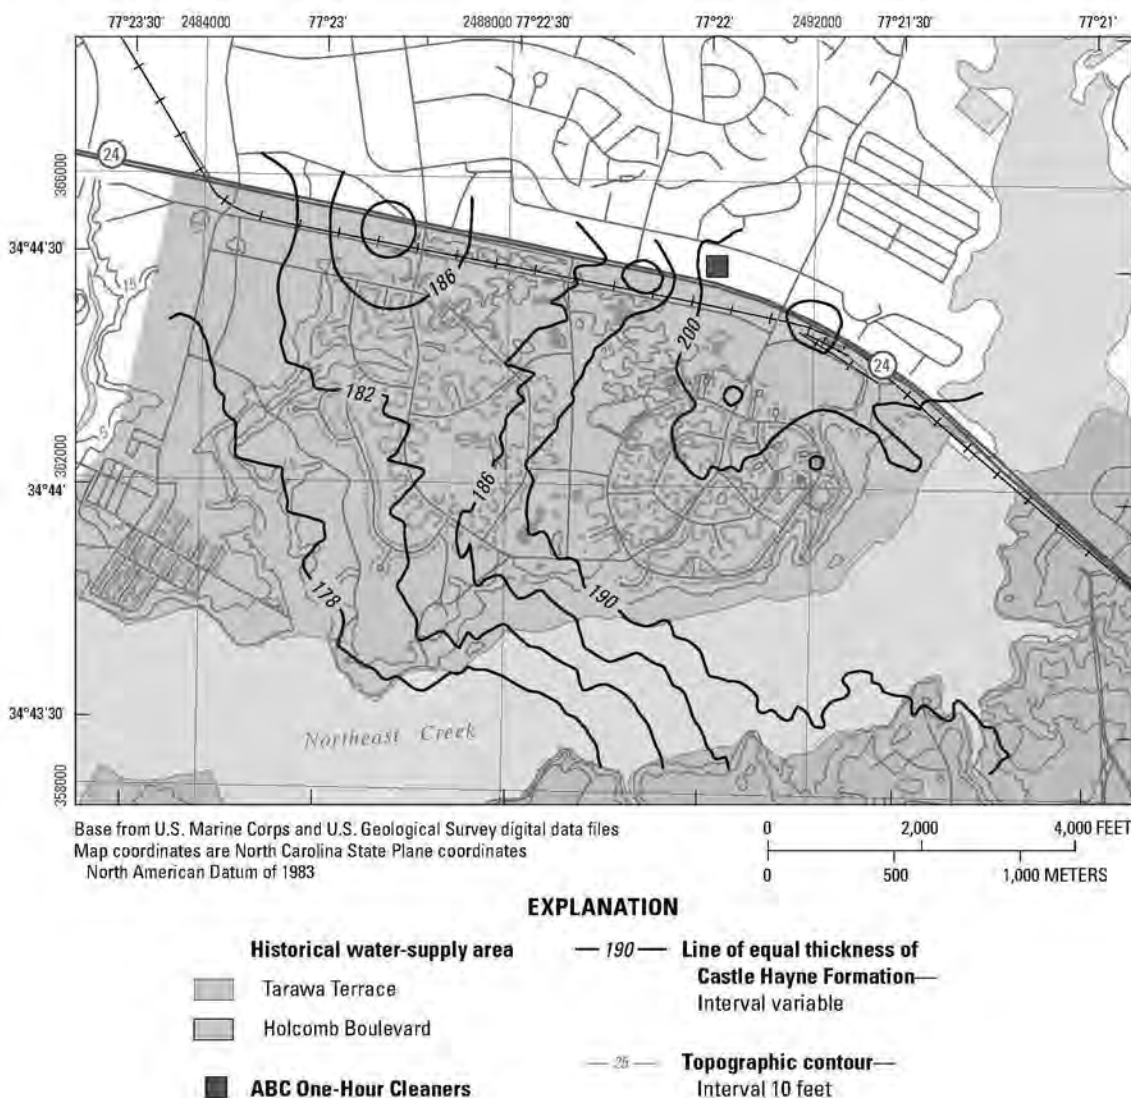 77°23'30" 2484000 77°23' 2488000 77°22'30" 77°22' 2492000 77°21'30" 77°21'
24
366000
34°44'30"
15
186
200
24
182
5
362000
34°44'
186
178
190
34°43'30"
Northeast Creek
358000
Base from U.S. Marine Corps and U.S. Geological Survey digital data files
Map coordinates are North Carolina State Plane coordinates
North American Datum of 1983
0 2,000 4,000 FEET
0 500 1,000 METERS
EXPLANATION
Historical water-supply area
Tarawa Terrace
Holcomb Boulevard
ABC One-Hour Cleaners
190 Line of equal thickness of
Castle Hayne Formation—
Interval variable
25 Topographic contour—
Interval 10 feet